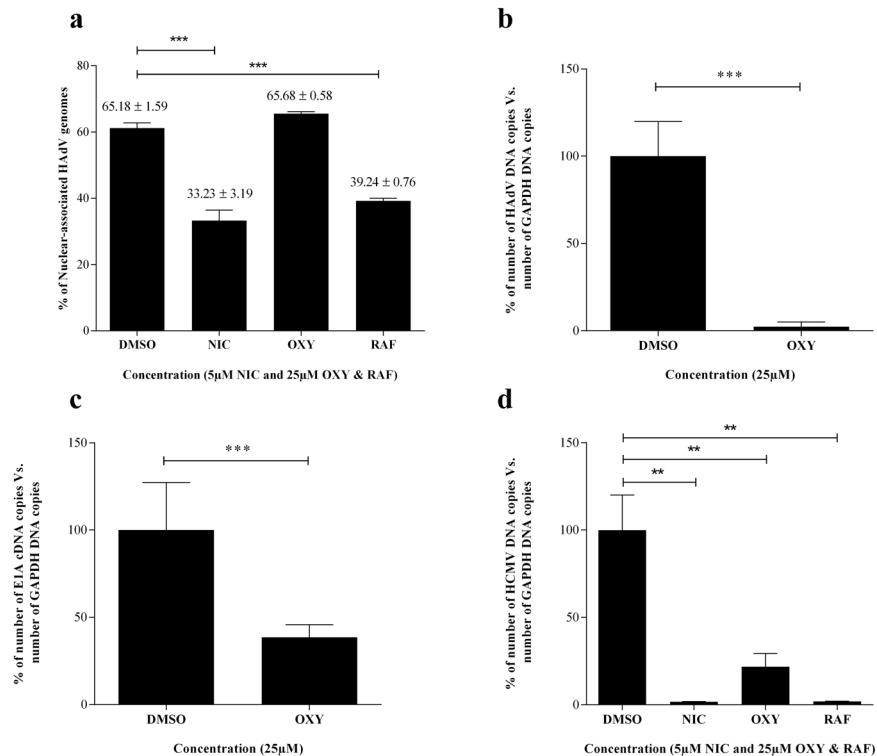 a
***
***
% of Nuclear-associated HAdV genomes
80
60
40
20
0
65.18 ± 1.59
33.23 ± 3.19
65.68 ± 0.58
39.24 ± 0.76
DMSO NIC OXY RAF
Concentration (5µM NIC and 25µM OXY & RAF)
b
***
% of number of HAdV DNA copies Vs.
number of GAPDH DNA copies
150
100
50
0
DMSO OXY
Concentration (25µM)
c
***
% of number of E1A cDNA copies Vs.
number of GAPDH DNA copies
150
100
50
0
DMSO OXY
Concentration (25µM)
d
**
**
**
% of number of HCMV DNA copies Vs.
number of GAPDH DNA copies
150
100
50
0
DMSO NIC OXY RAF
Concentration (5µM NIC and 25µM OXY & RAF)